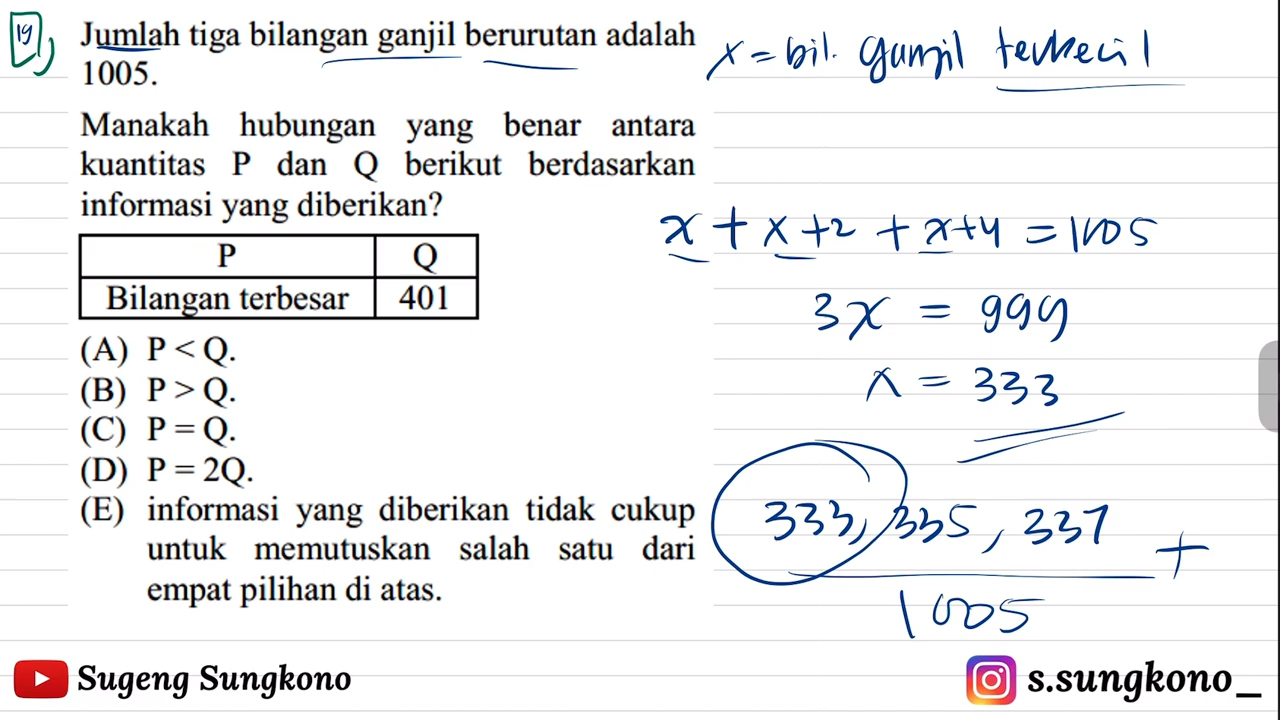 19
Jumlah tiga bilangan ganjil berurutan adalah
1005.
Manakah hubungan yang benar antara
kuantitas P dan Q berikut berdasarkan
informasi yang diberikan?
P Q
Bilangan terbesar 401
(A) P < Q.
(B) P > Q.
(C) P = Q.
(D) P = 2Q.
(E) informasi yang diberikan tidak cukup
untuk memutuskan salah satu dari
empat pilihan di atas.
x = bil. ganjil terkecil
x + x+2 + x+4 = 1005
3x = 999
x = 333
333, 335, 337
+
1005
Sugeng Sungkono
s.sungkono_